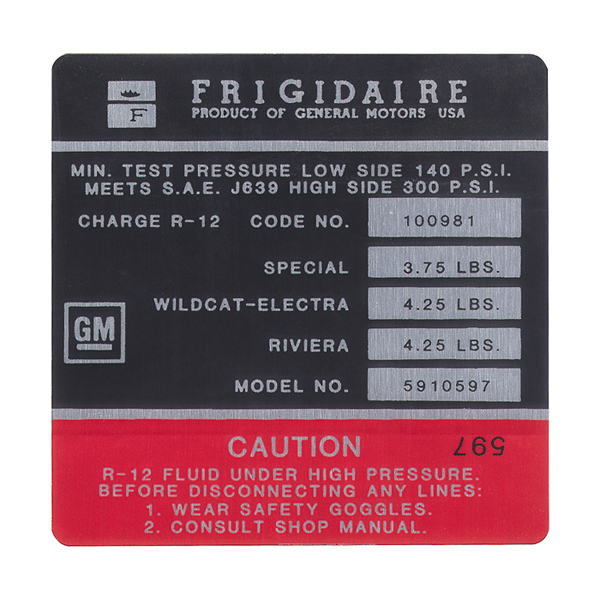 F
FRIGIDAIRE
PRODUCT OF GENERAL MOTORS USA
MIN. TEST PRESSURE LOW SIDE 140 P.S.I.
MEETS S.A.E. J639 HIGH SIDE 300 P.S.I.
CHARGE R-12 CODE NO. 100981
SPECIAL 3.75 LBS.
WILDCAT-ELECTRA 4.25 LBS.
GM
RIVIERA 4.25 LBS.
MODEL NO. 5910597
CAUTION
597
R-12 FLUID UNDER HIGH PRESSURE.
BEFORE DISCONNECTING ANY LINES:
1. WEAR SAFETY GOGGLES.
2. CONSULT SHOP MANUAL.